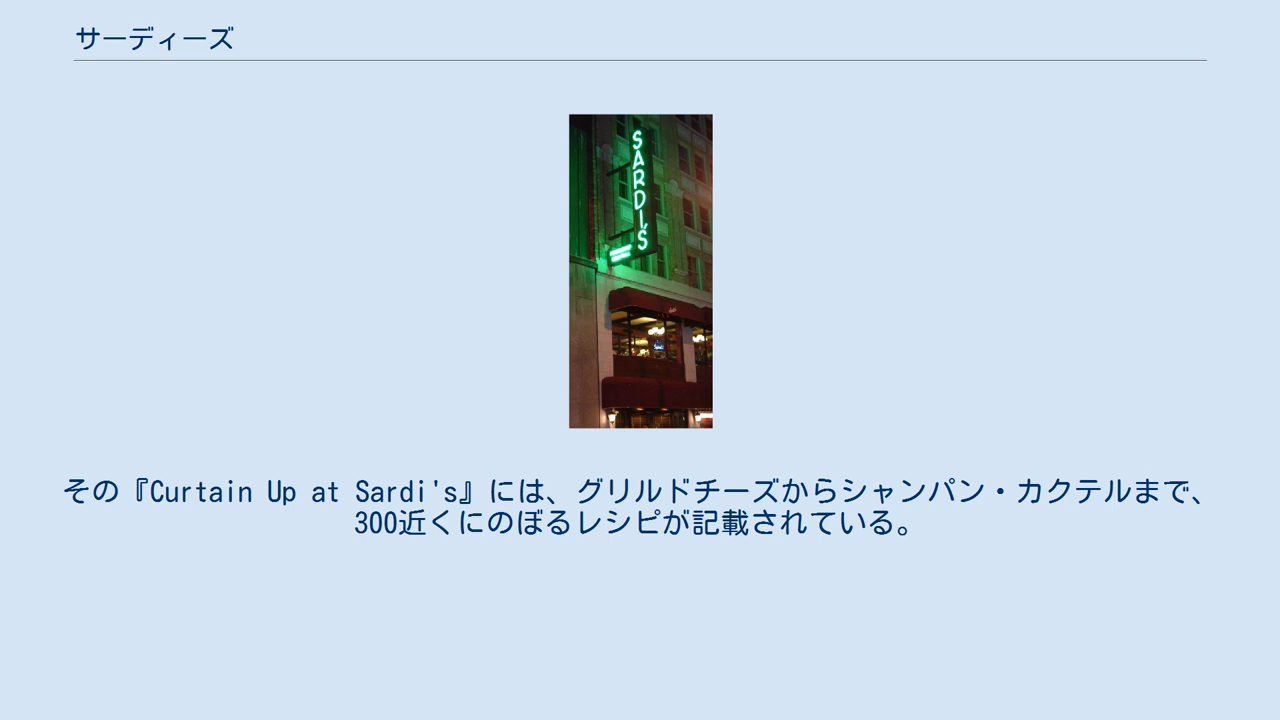 サーディーズ
SARDI'S
その『Curtain Up at Sardi's』には、グリルドチーズからシャンパン・カクテルまで、
300近くにのぼるレシピが記載されている。